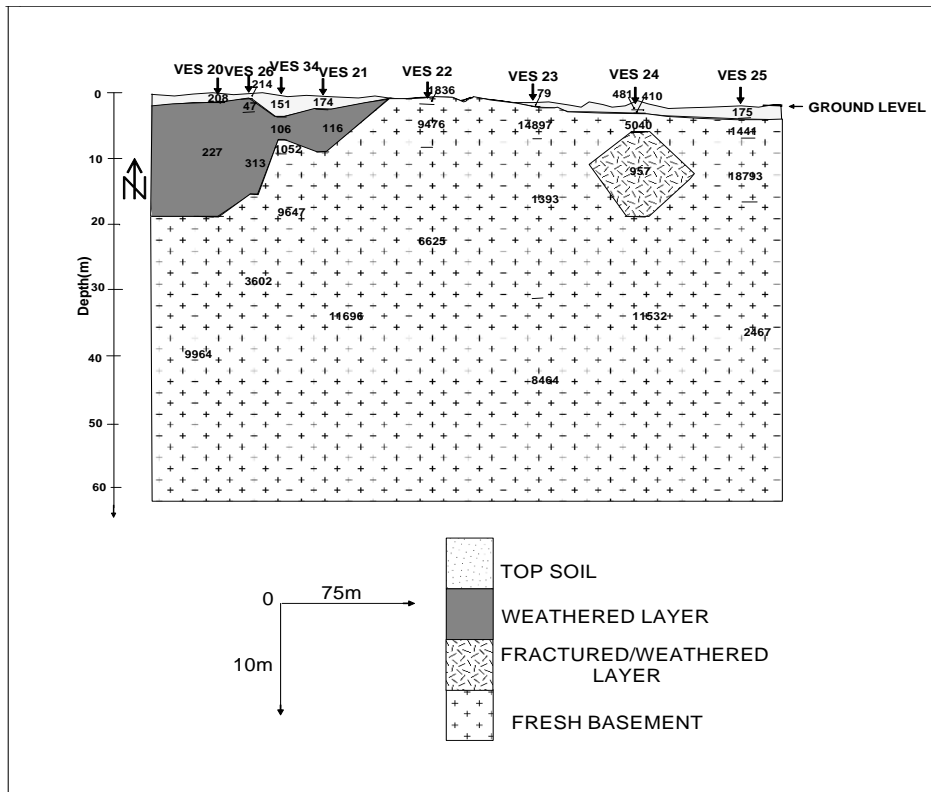 VES 20 VES 26 VES 34 VES 21 VES 22 VES 23 VES 24 VES 25
214
0 208 47 151 174 1836 79 481 410 175 GROUND LEVEL
106 116 9476 14897 5040 1441
1052
10 227 313 957 18793
N
9647 1393
20 6625
Depth(m)
3602
30 11696 11532 2467
9964
40 8464
50
60
TOP SOIL
0 75m
WEATHERED LAYER
10m
FRACTURED/WEATHERED
LAYER
FRESH BASEMENT